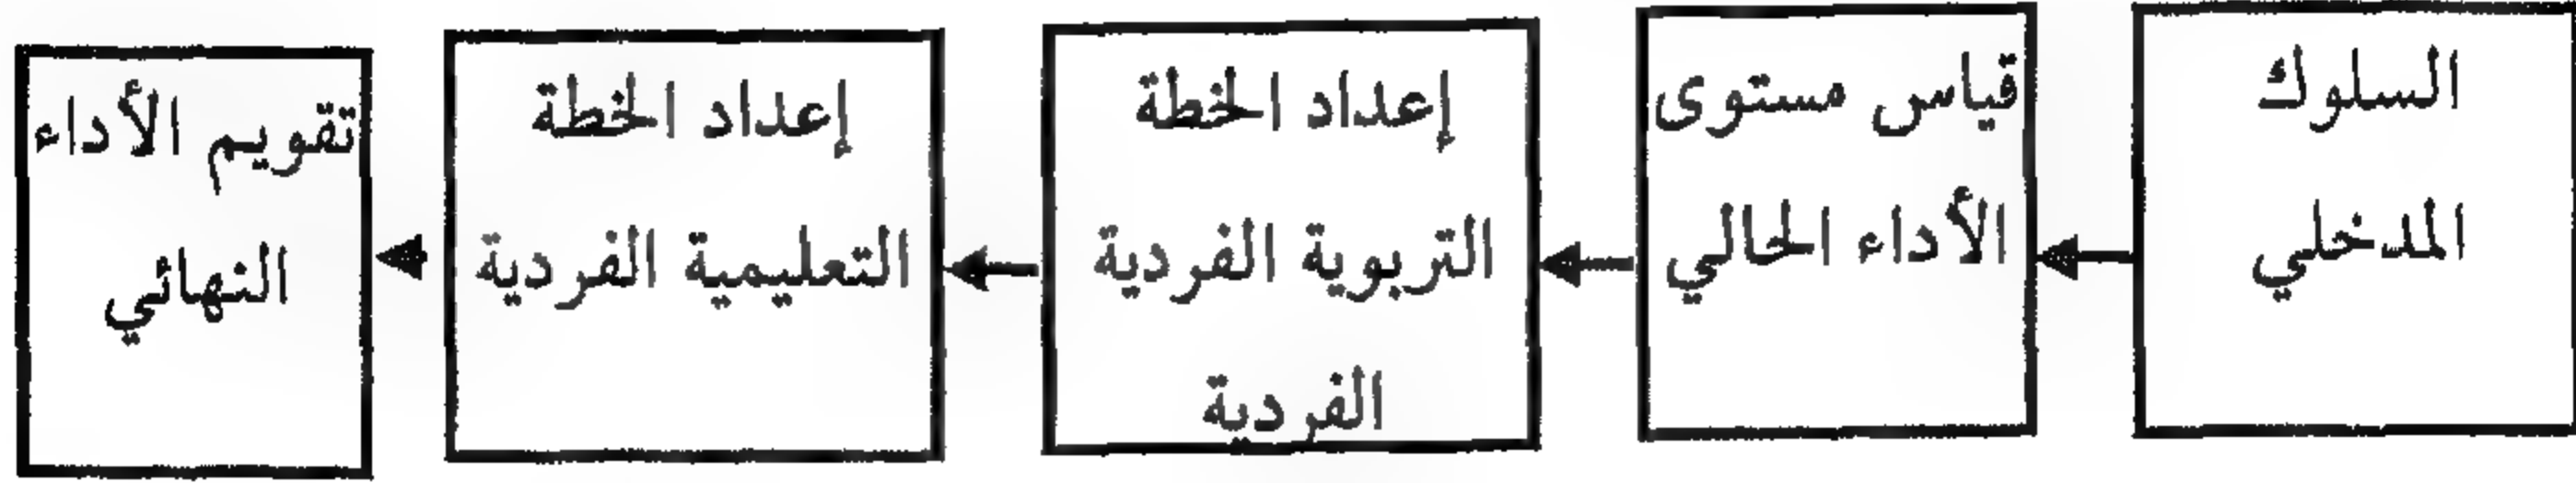 السلوك
المدخلي
قياس مستوى
الأداء الحالي
إعداد الخطة
التربوية الفردية
الفردية
إعداد الخطة
التعليمية الفردية
تقويم الأداء
النهائي